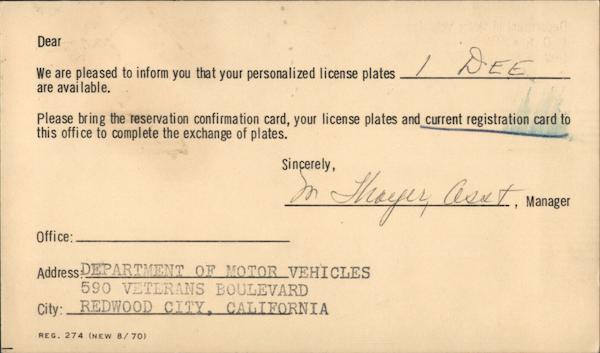 Dear
We are pleased to inform you that your personalized license plates 1 DEE
are available.
Please bring the reservation confirmation card, your license plates and current registration card to
this office to complete the exchange of plates.
Sincerely,
M Thayer, Asst, Manager
Office:
Address: DEPARTMENT OF MOTOR VEHICLES
590 VETERANS BOULEVARD
City: REDWOOD CITY, CALIFORNIA
REG. 274 (NEW 8/70)